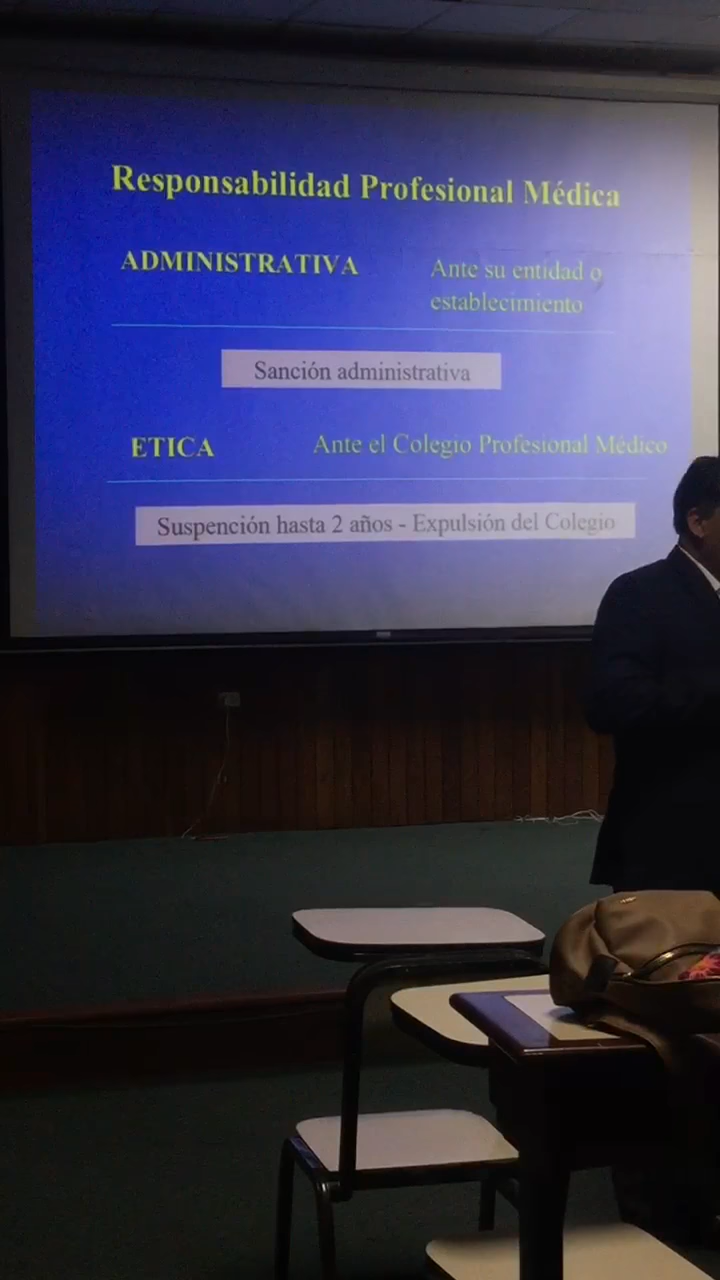 Responsabilidad Profesional Médica
ADMINISTRATIVA
Ante su entidad o
establecimiento
Sanción administrativa
ETICA
Ante el Colegio Profesional Médico
Suspención hasta 2 años - Expulsión del Colegio